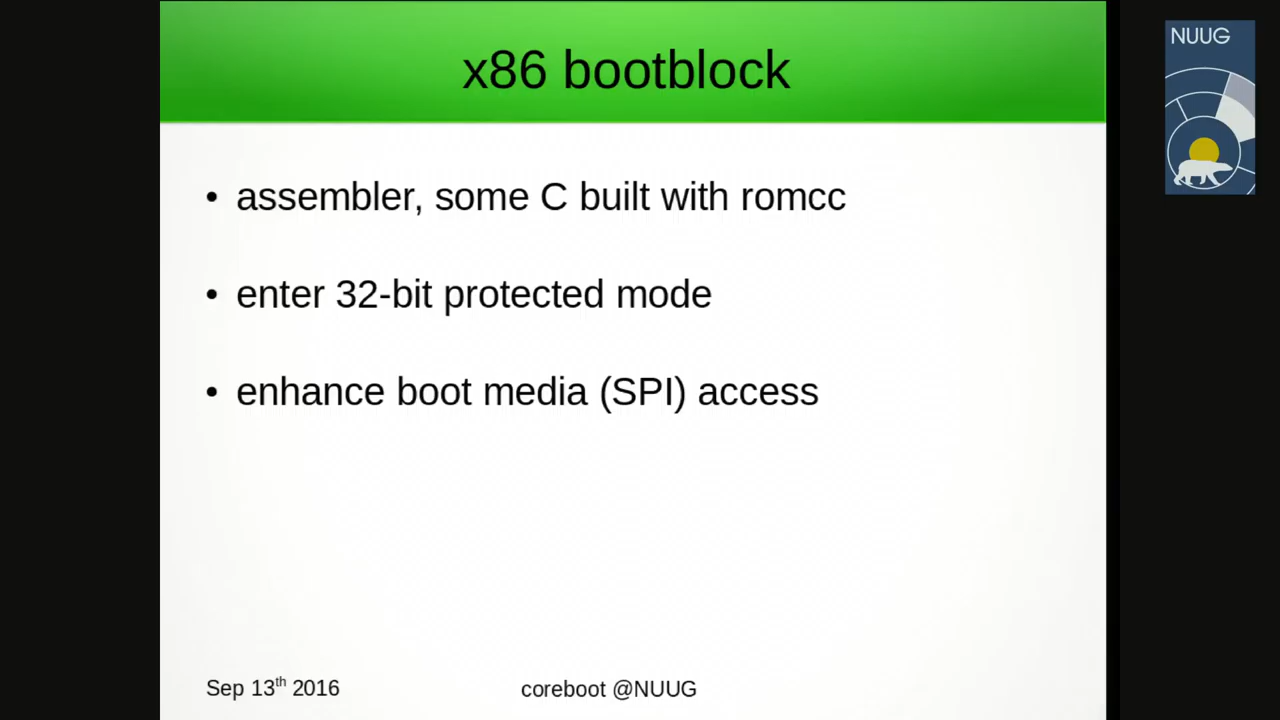 x86 bootblock
NUUG
• assembler, some C built with romcc
• enter 32-bit protected mode
• enhance boot media (SPI) access
Sep 13th 2016
coreboot @NUUG